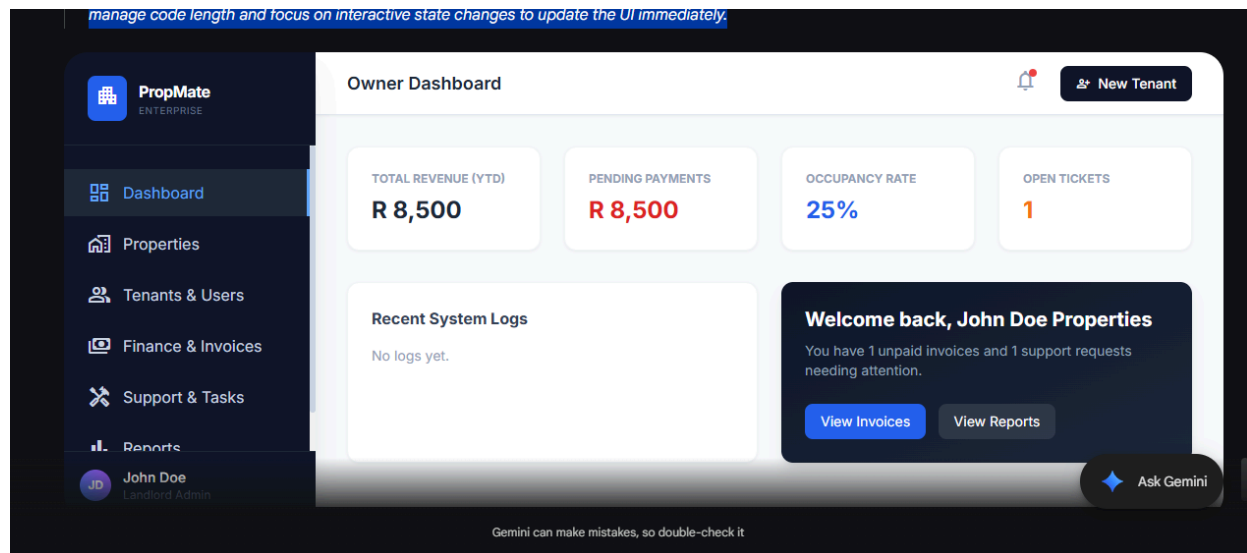 manage code length and focus on interactive state changes to update the UI immediately.
PropMate
ENTERPRISE
Dashboard
Properties
Tenants & Users
Finance & Invoices
Support & Tasks
Reports
JD
John Doe
Landlord Admin
Owner Dashboard
New Tenant
TOTAL REVENUE (YTD)
R 8,500
PENDING PAYMENTS
R 8,500
OCCUPANCY RATE
25%
OPEN TICKETS
1
Recent System Logs
No logs yet.
Welcome back, John Doe Properties
You have 1 unpaid invoices and 1 support requests
needing attention.
View Invoices
View Reports
Ask Gemini
Gemini can make mistakes, so double-check it